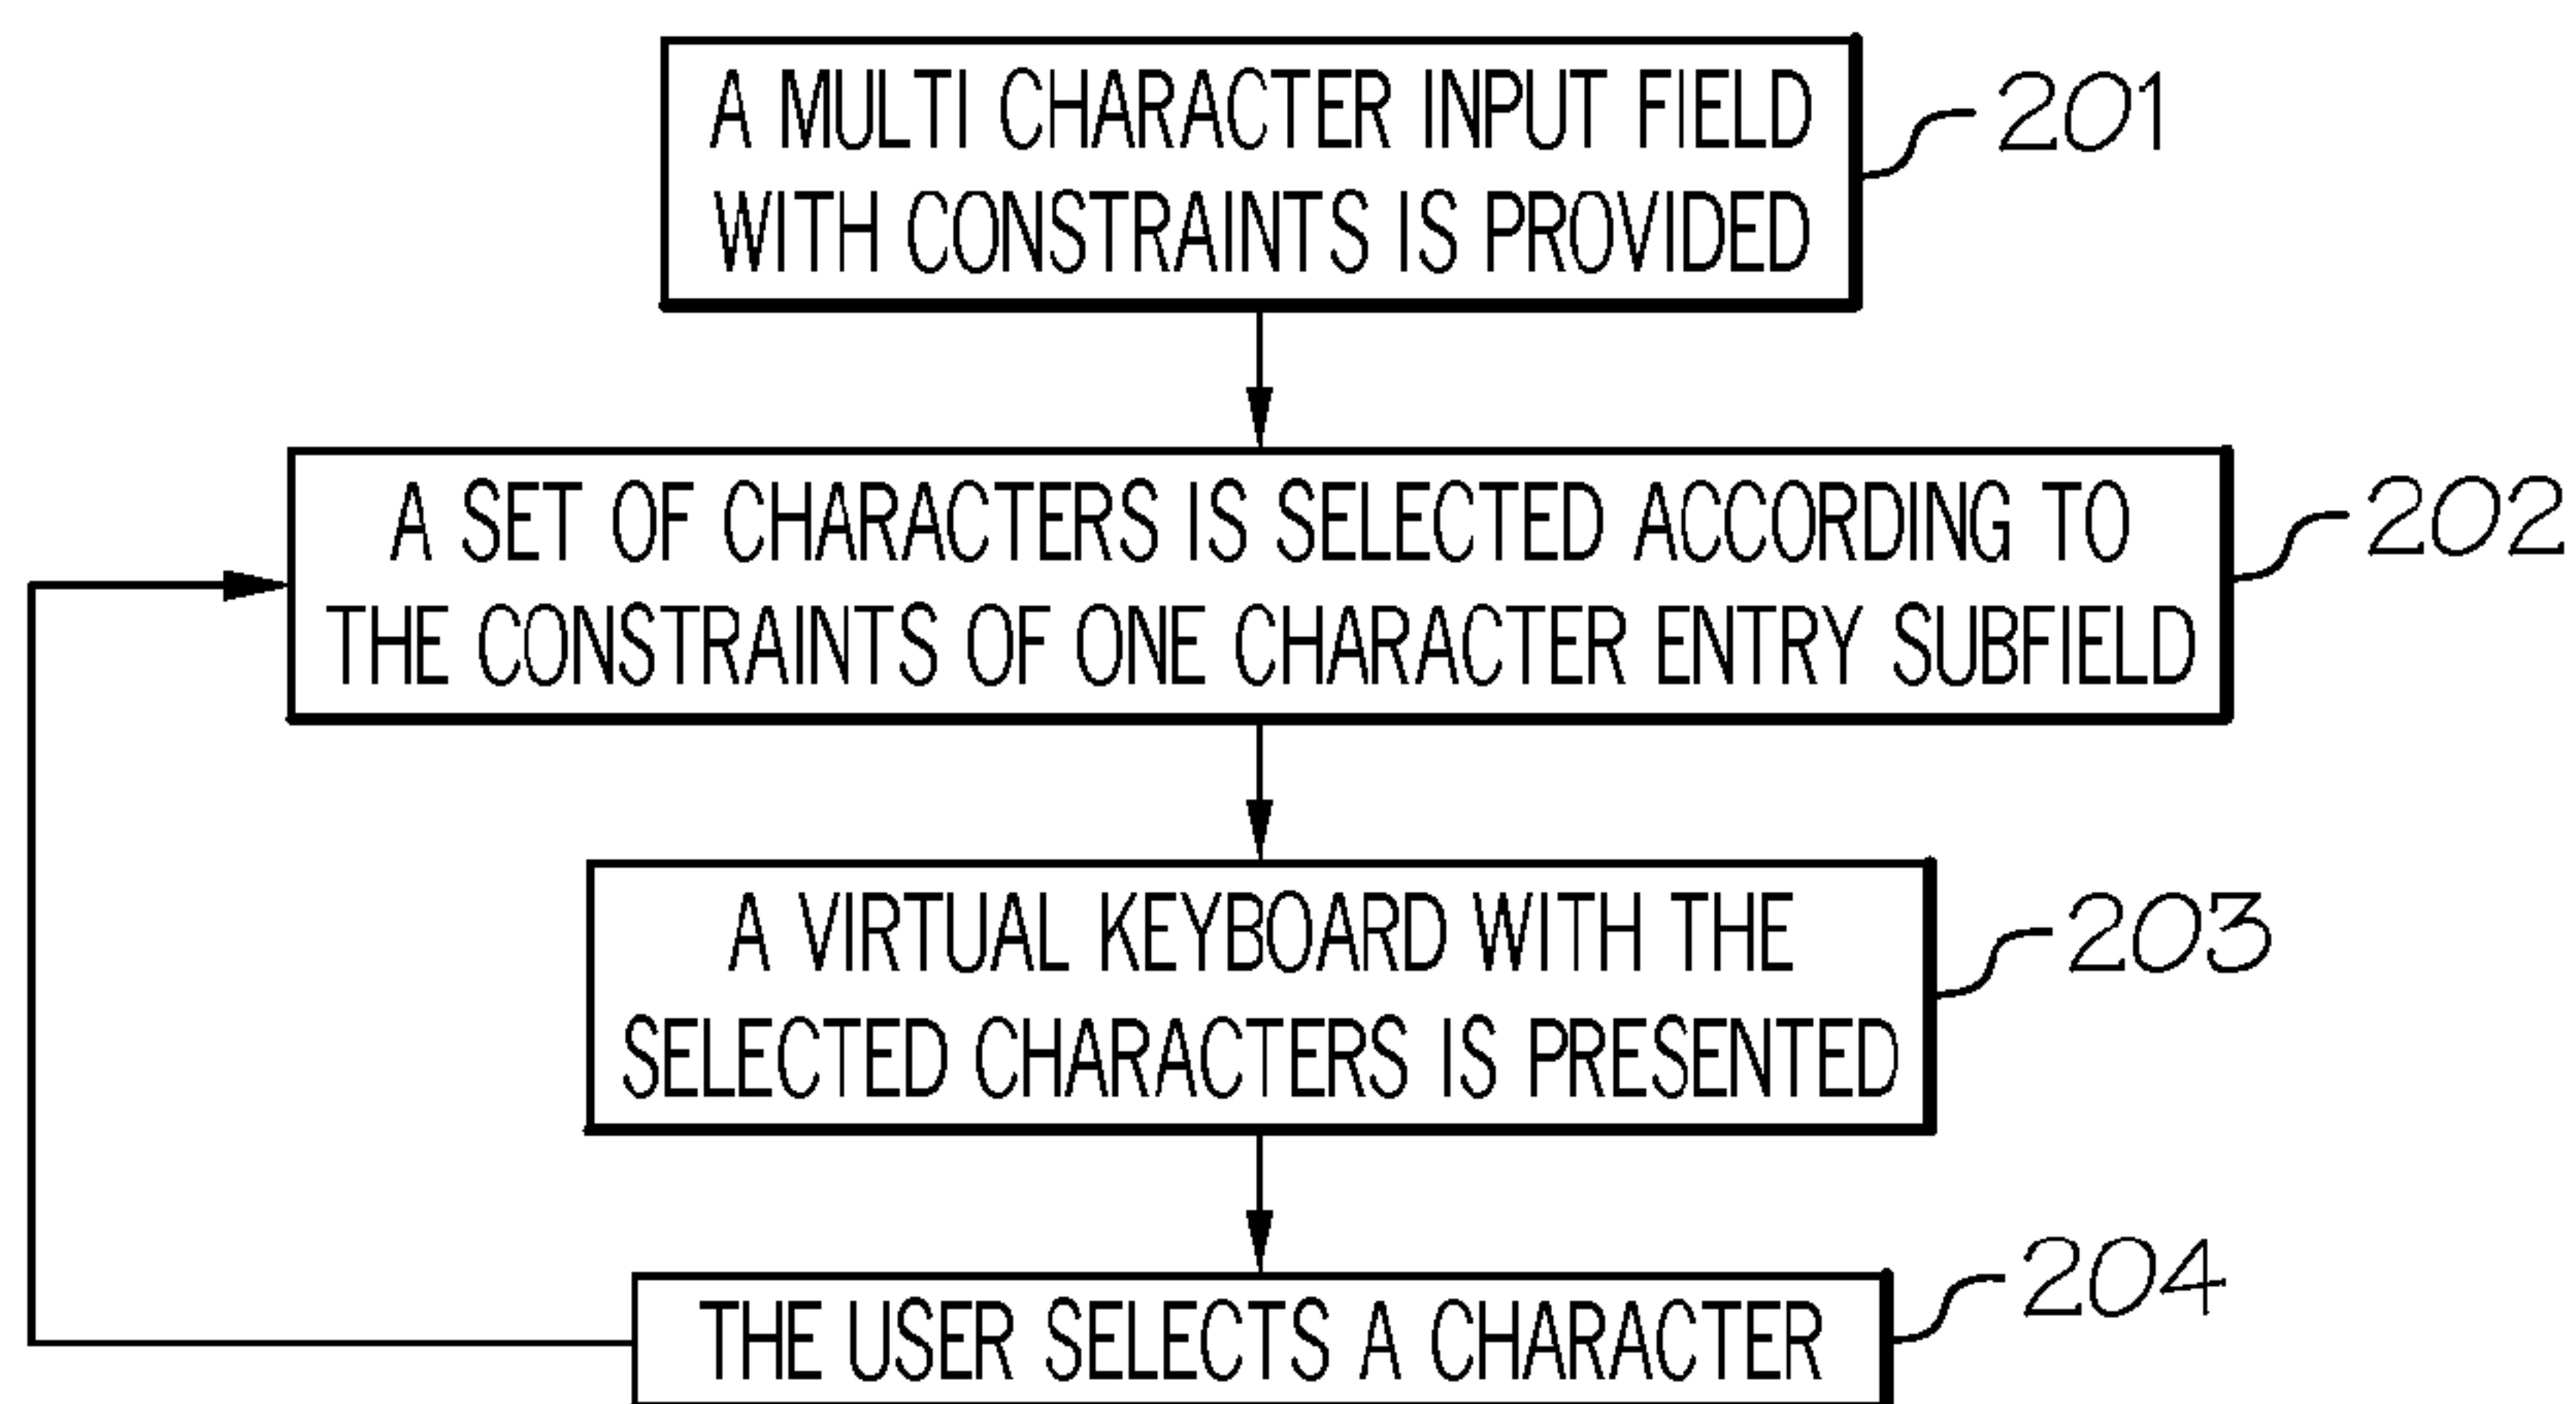 A MULTI CHARACTER INPUT FIELD
WITH CONSTRAINTS IS PROVIDED
201
A SET OF CHARACTERS IS SELECTED ACCORDING TO
THE CONSTRAINTS OF ONE CHARACTER ENTRY SUBFIELD
202
A VIRTUAL KEYBOARD WITH THE
SELECTED CHARACTERS IS PRESENTED
203
THE USER SELECTS A CHARACTER
204